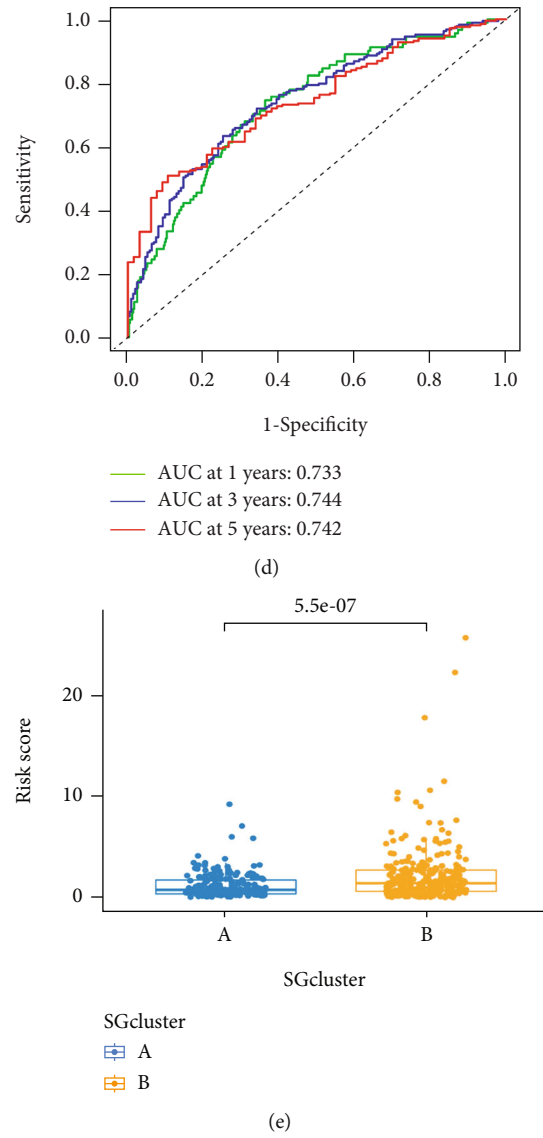 1.0
0.8
0.6
0.4
0.2
0.0
Sensitivity
0.0 0.2 0.4 0.6 0.8 1.0
1-Specificity
AUC at 1 years: 0.733
AUC at 3 years: 0.744
AUC at 5 years: 0.742
(d)
5.5e-07
20
10
0
Risk score
A B
SGcluster
SGcluster
A
B
(e)